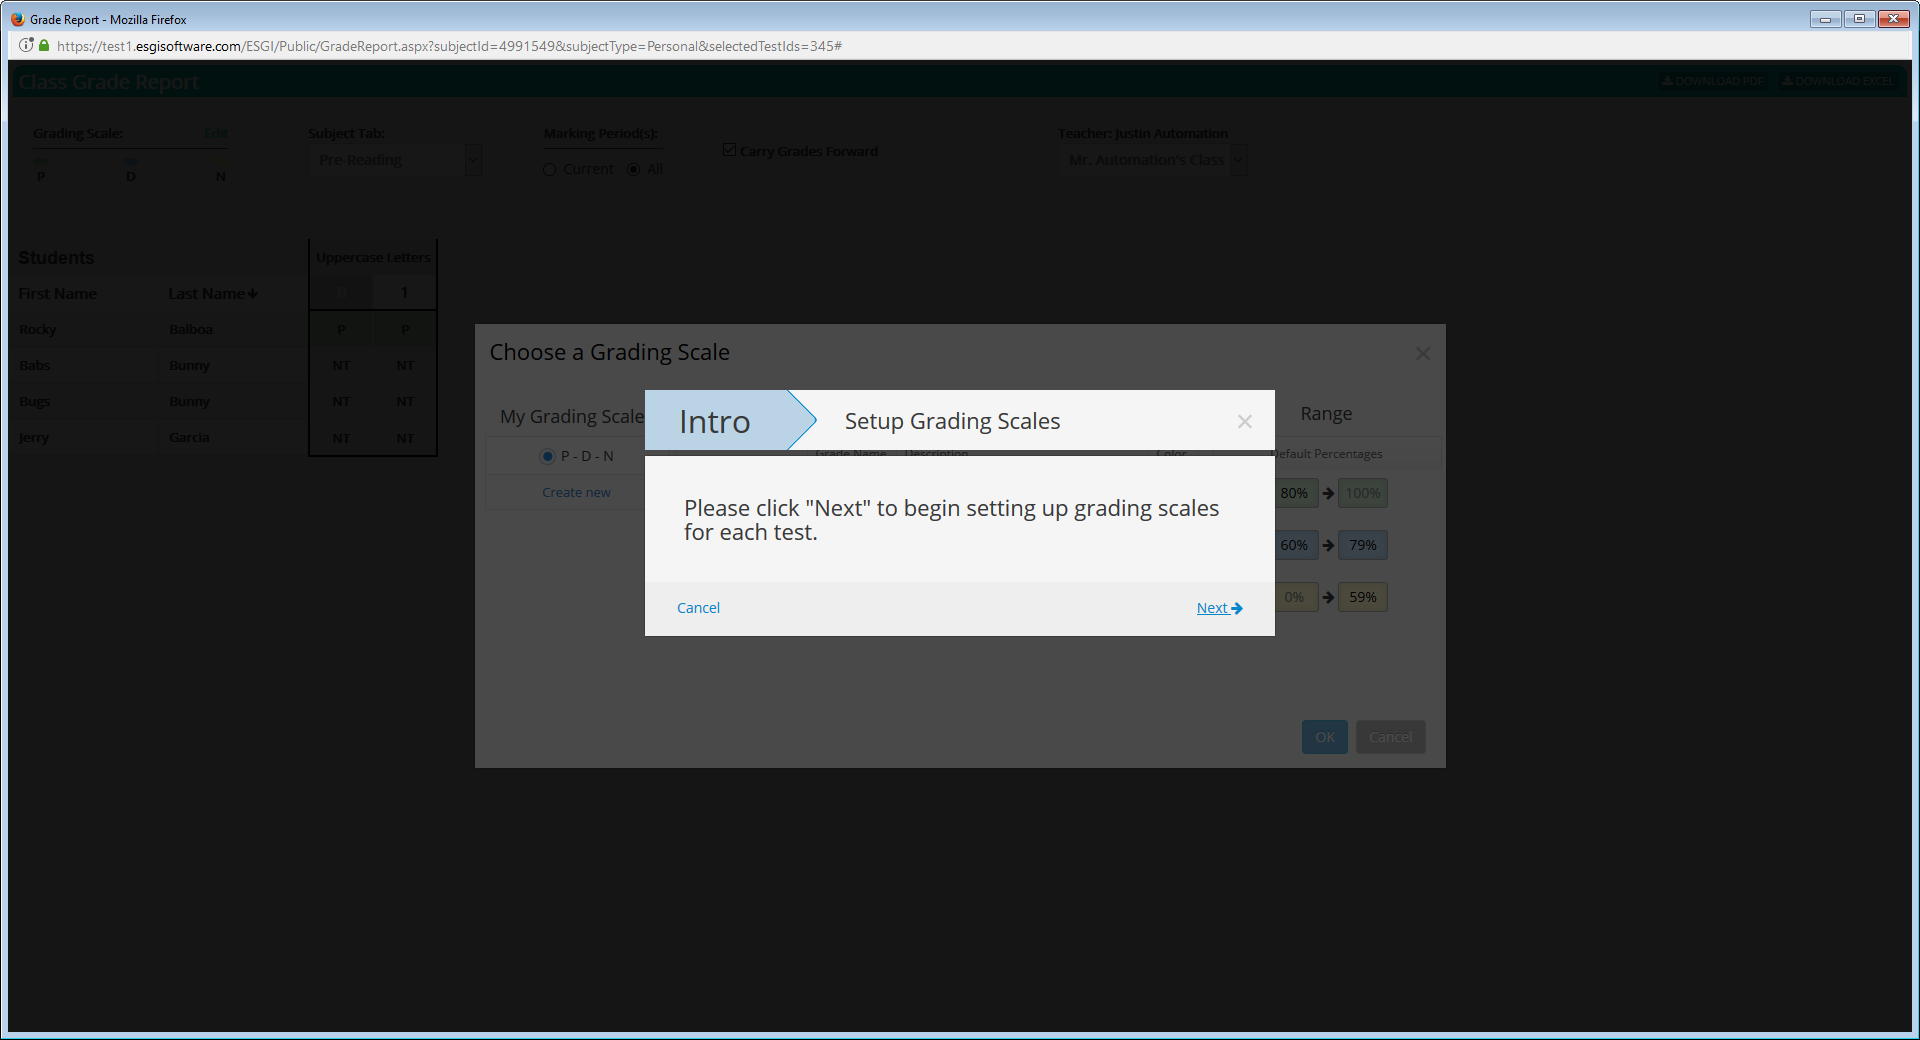 Grade Report - Mozilla Firefox
https://test1.esgisoftware.com/ESGI/Public/GradeReport.aspx?subjectId=4991549&subjectType=Personal&selectedTestIds=345#
Class Grade Report
DOWNLOAD PDF DOWNLOAD EXCEL
Grading Scale: Edit Subject Tab: Marking Period(s): Teacher: Justin Automation
Carry Grades Forward
Pre-Reading Mr. Automation's Class
Current All
P D N
Students Uppercase Letters
First Name Last Name 1
Rocky Balboa P P
Babs Bunny NT NT
Bugs Bunny NT NT
Jerry Garcia NT NT
Choose a Grading Scale
My Grading Scale Range
Intro Setup Grading Scales
Grade Name Description Color Default Percentages
P - D - N
Create new
80% 100%
60% 79%
0% 59%
Please click "Next" to begin setting up grading scales
for each test.
Cancel Next
OK Cancel